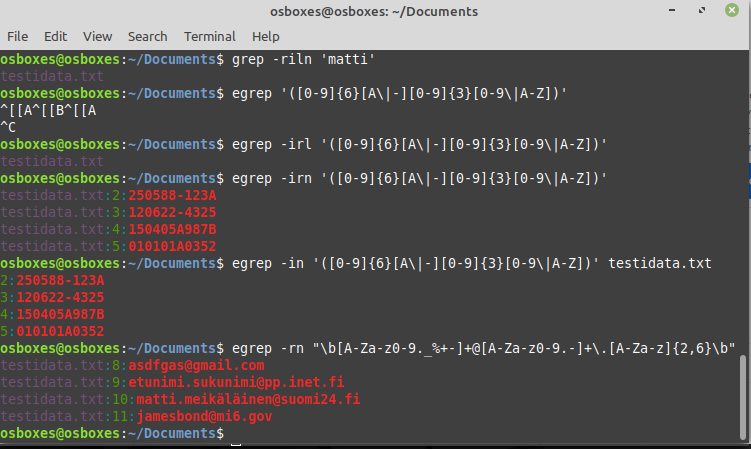 osboxes@osboxes: ~/Documents
File Edit View Search Terminal Help
osboxes@osboxes:~/Documents$ grep -riln 'matti'
testidata.txt
osboxes@osboxes:~/Documents$ egrep '([0-9]{6}[A\|-][0-9]{3}[0-9\|A-Z])'
^[[A^[[B^[[A
^C
osboxes@osboxes:~/Documents$ egrep -irl '([0-9]{6}[A\|-][0-9]{3}[0-9\|A-Z])'
testidata.txt
osboxes@osboxes:~/Documents$ egrep -irn '([0-9]{6}[A\|-][0-9]{3}[0-9\|A-Z])'
testidata.txt:2:250588-123A
testidata.txt:3:120622-4325
testidata.txt:4:150405A987B
testidata.txt:5:010101A0352
osboxes@osboxes:~/Documents$ egrep -in '([0-9]{6}[A\|-][0-9]{3}[0-9\|A-Z])' testidata.txt
2:250588-123A
3:120622-4325
4:150405A987B
5:010101A0352
osboxes@osboxes:~/Documents$ egrep -rn "\b[A-Za-z0-9._%+-]+@[A-Za-z0-9.-]+\.[A-Za-z]{2,6}\b"
testidata.txt:8:asdfgas@gmail.com
testidata.txt:9:etunimi.sukunimi@pp.inet.fi
testidata.txt:10:matti.meikäläinen@suomi24.fi
testidata.txt:11:jamesbond@mi6.gov
osboxes@osboxes:~/Documents$